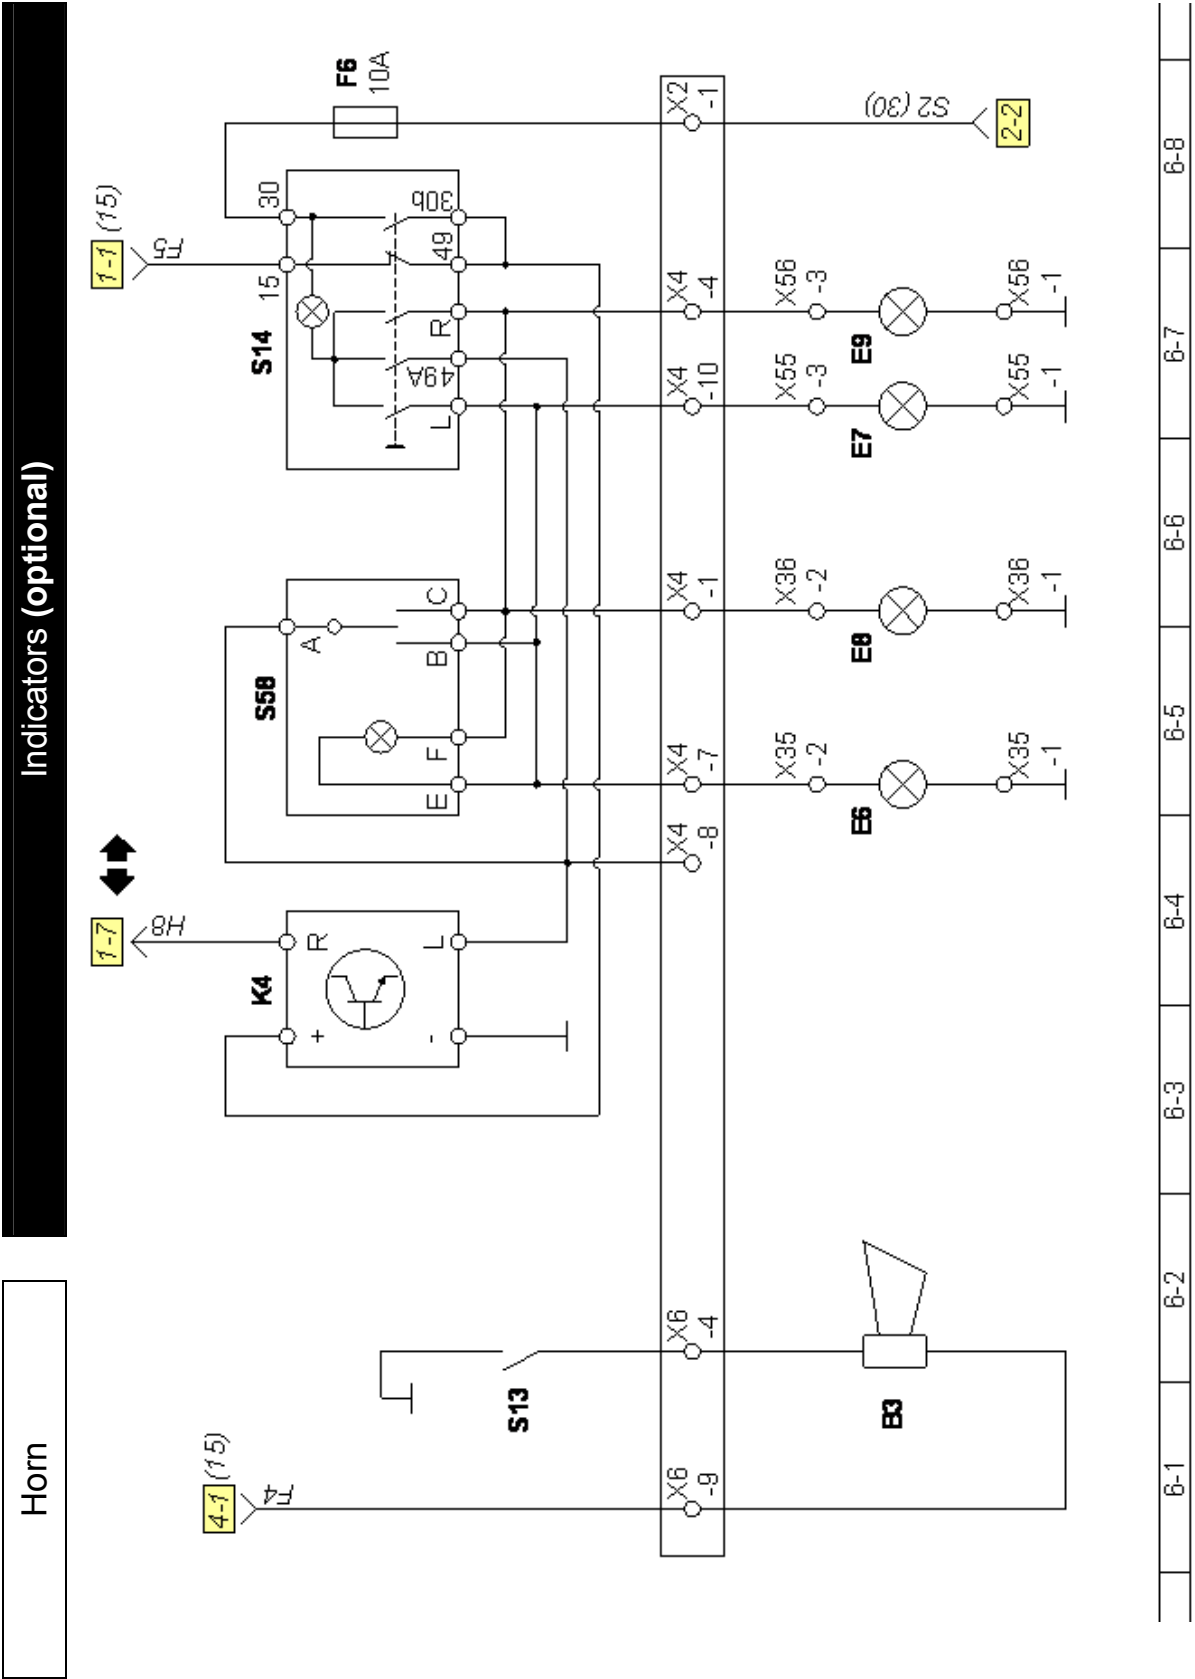 Horn
Indicators (optional)
4-1 (15)
F4
1-7
H8
1-1 (15)
F5
F6
10A
K4
+
R
-
L
S58
A
E
F
B
C
S14
15
30
L
49A
R
49
30b
S13
X6
-9
X6
-4
X4
-8
X4
-7
X4
-1
X4
-10
X4
-4
X2
-1
X35
-2
X36
-2
X55
-3
X56
-3
S2 (30)
2-2
B3
E6
E8
E7
E9
X35
-1
X36
-1
X55
-1
X56
-1
6-1
6-2
6-3
6-4
6-5
6-6
6-7
6-8